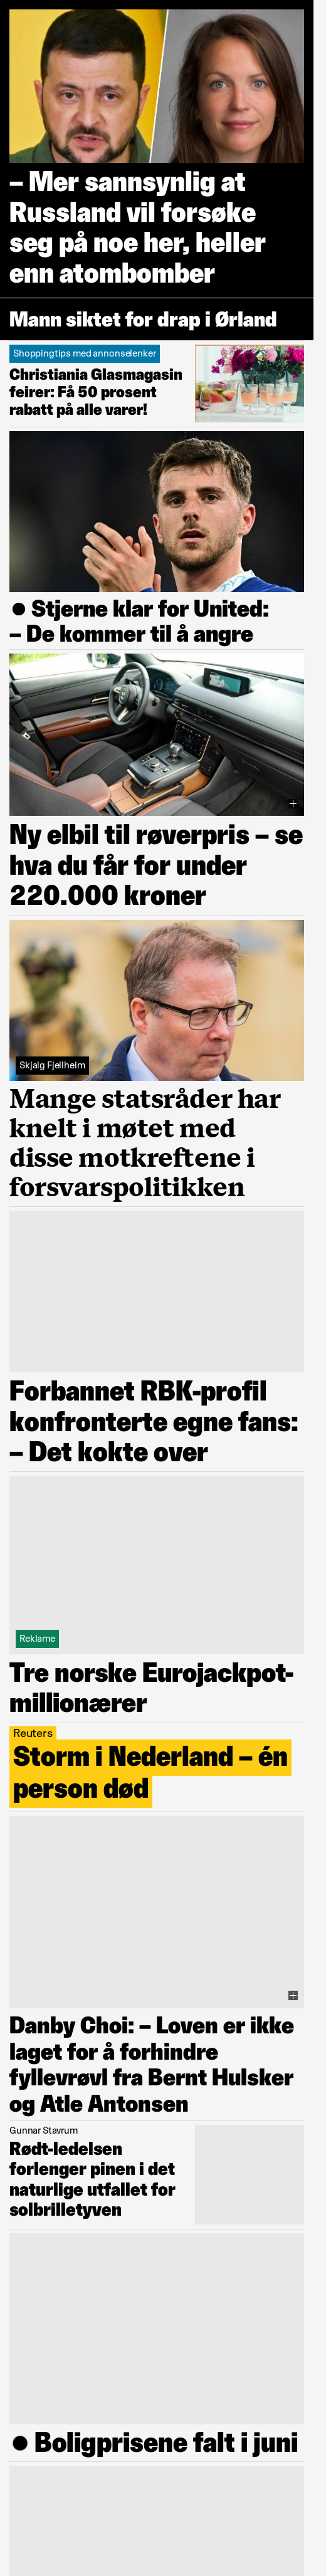 – Mer sannsynlig at
Russland vil forsøke
seg på noe her, heller
enn atombomber
Mann siktet for drap i Ørland
Shoppingtips med annonselenker
Christiania Glasmagasin
feirer: Få 50 prosent
rabatt på alle varer!
● Stjerne klar for United:
– De kommer til å angre
Ny elbil til røverpris – se
hva du får for under
220.000 kroner
Skjalg Fjellheim
Mange statsråder har
knelt i møtet med
disse motkreftene i
forsvarspolitikken
Forbannet RBK-profil
konfronterte egne fans:
– Det kokte over
Reklame
Tre norske Eurojackpot-
millionærer
Reuters
Storm i Nederland – én
person død
Danby Choi: – Loven er ikke
laget for å forhindre
fyllevrøvl fra Bernt Hulsker
og Atle Antonsen
Gunnar Stavrum
Rødt-ledelsen
forlenger pinen i det
naturlige utfallet for
solbrilletyven
● Boligprisene falt i juni